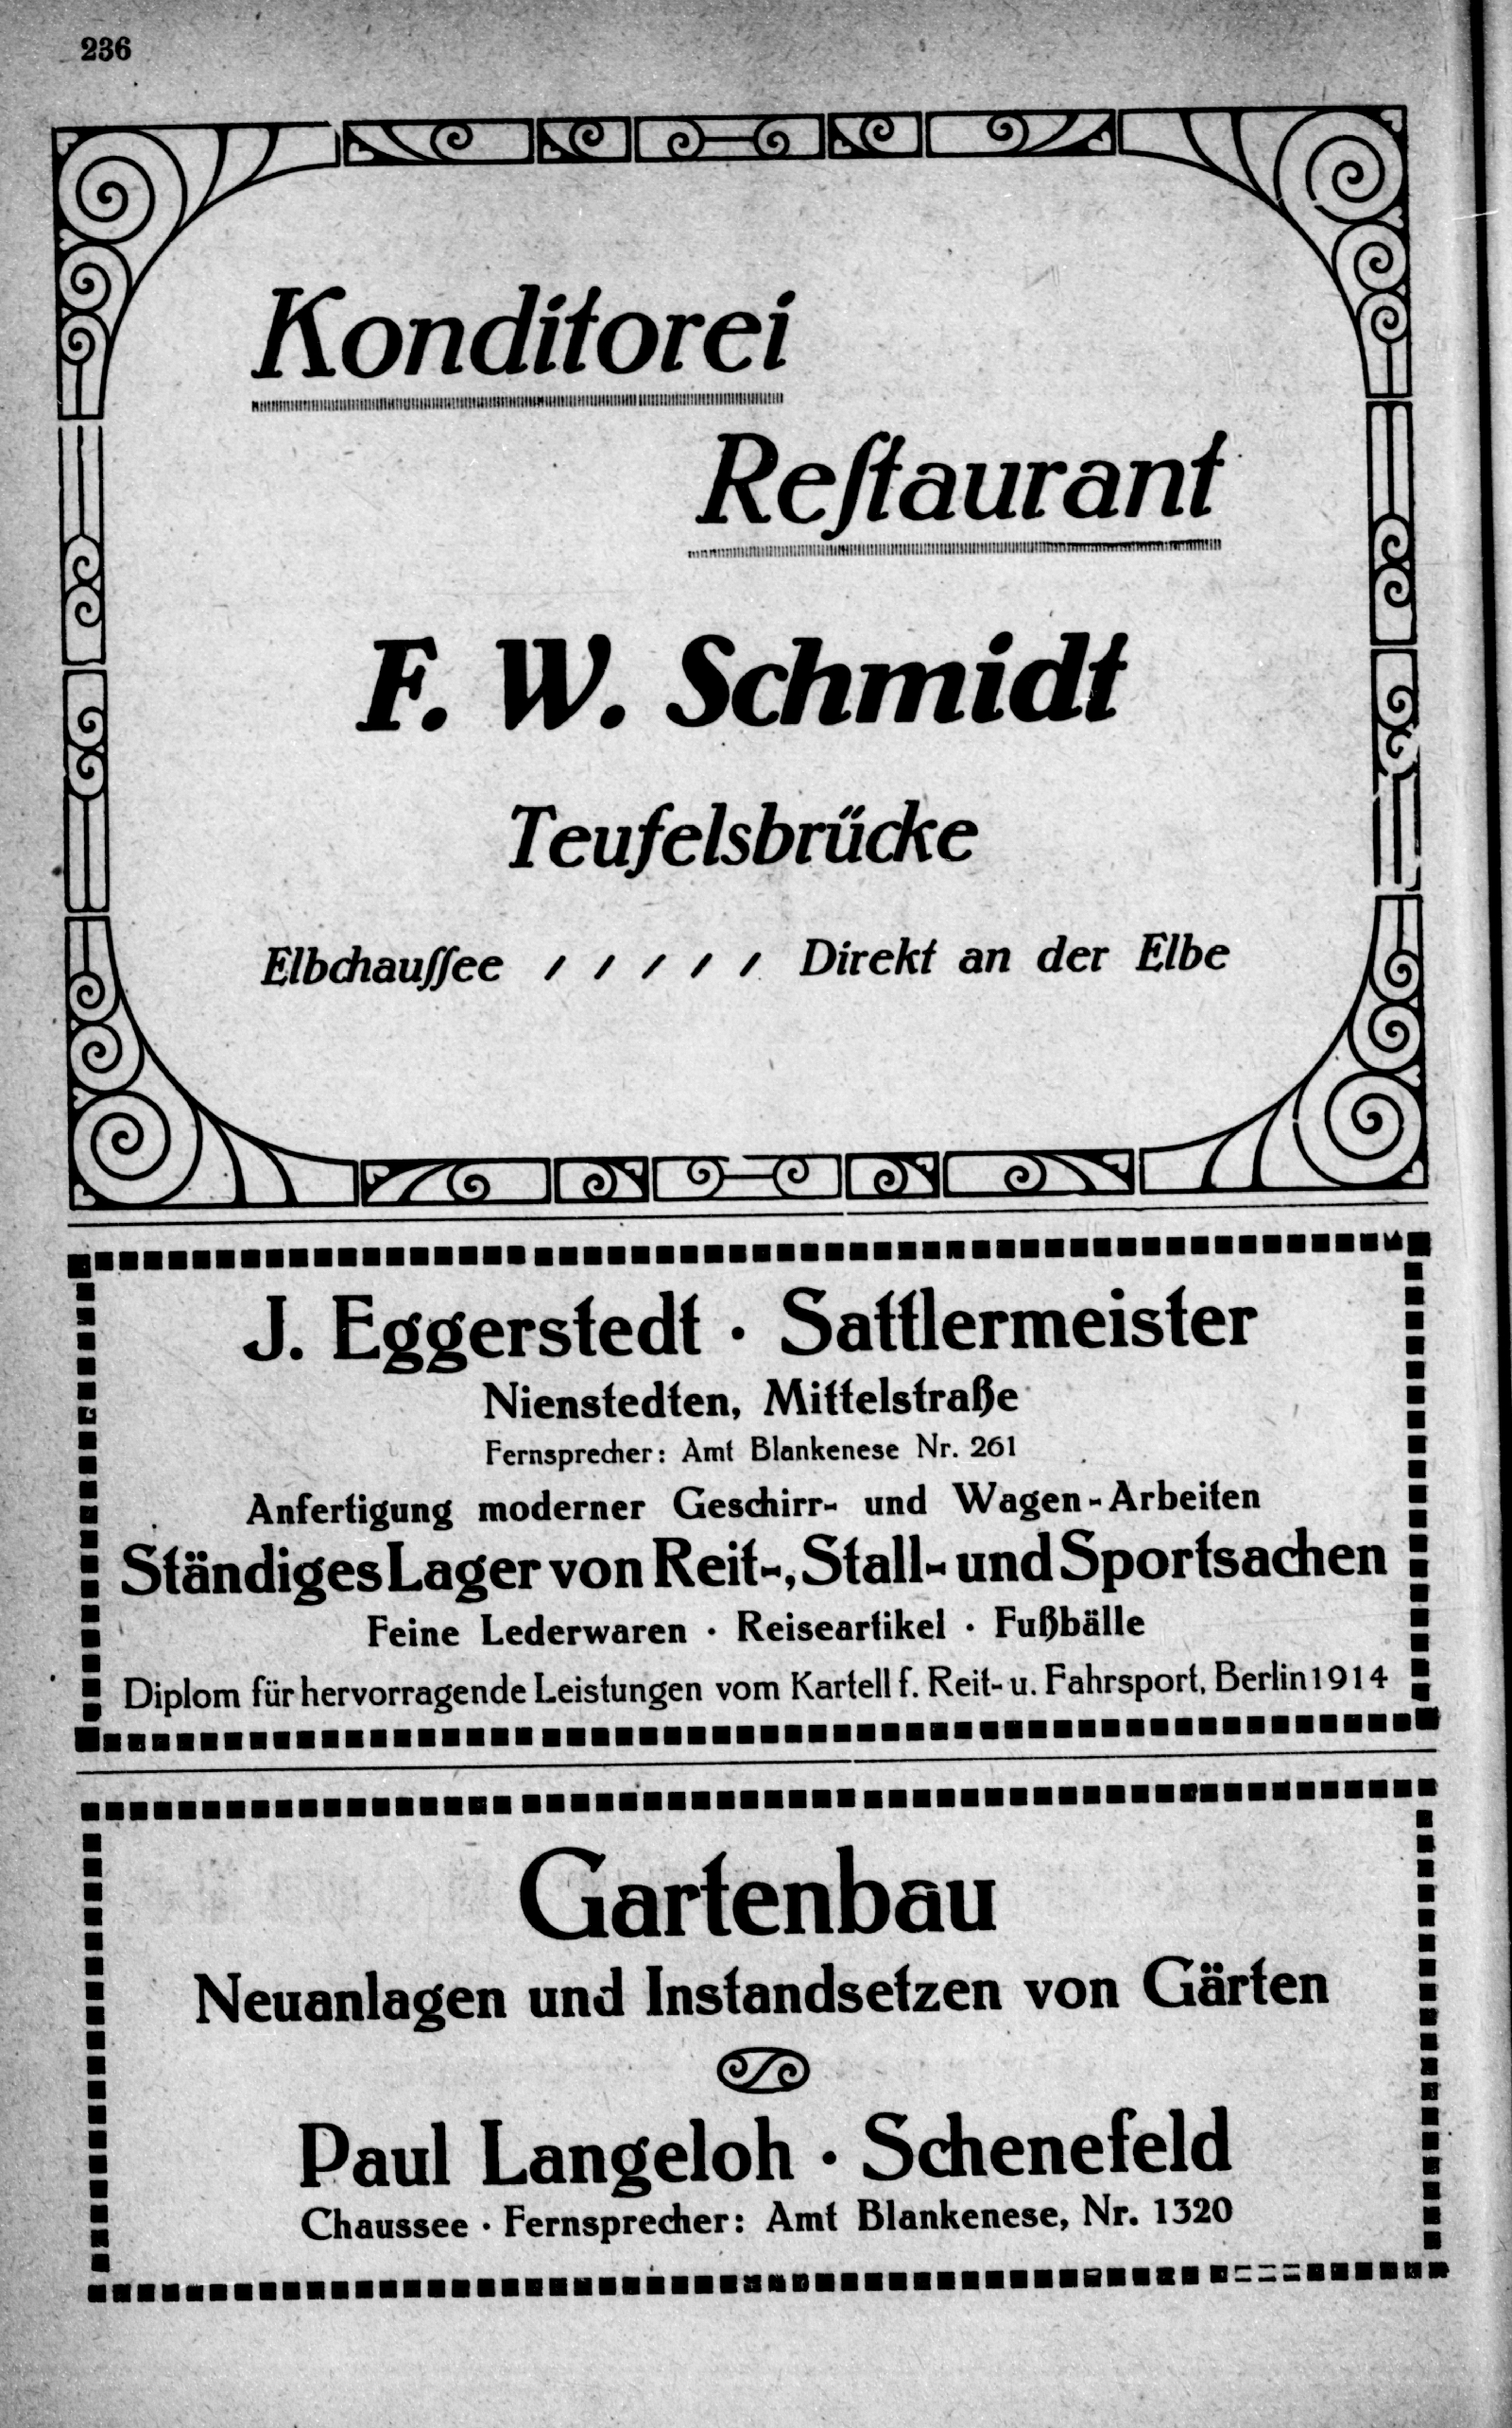 236
Konditorei
Reſtaurant
F. W. Schmidt
Teufelsbrücke
Elbchauſſee / / / / / Direkt an der Elbe
J. Eggerstedt · Sattlermeister
Nienstedten, Mittelstraße
Fernsprecher: Amt Blankenese Nr. 261
Anfertigung moderner Geschirr- und Wagen-Arbeiten
Ständiges Lager von Reit-, Stall- und Sportsachen
Feine Lederwaren · Reiseartikel · Fußbälle
Diplom für hervorragende Leistungen vom Kartell f. Reit- u. Fahrsport, Berlin 1914
Gartenbau
Neuanlagen und Instandsetzen von Gärten
Paul Langeloh · Schenefeld
Chaussee · Fernsprecher: Amt Blankenese, Nr. 1320